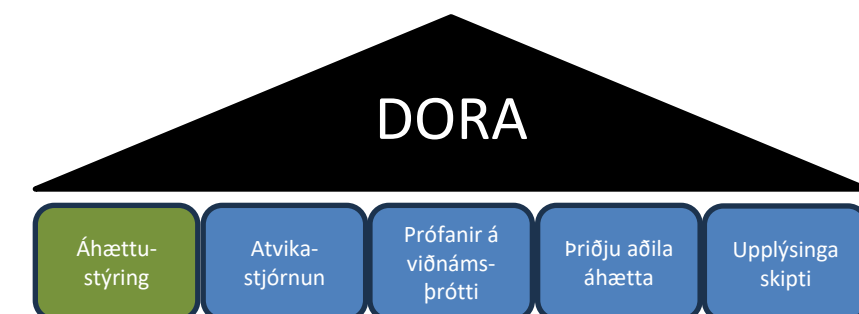 DORA
Áhættu-
stýring
Atvika-
stjórnun
Prófanir á
viðnáms-
þrótti
Þriðju aðila
áhætta
Upplýsinga
skipti